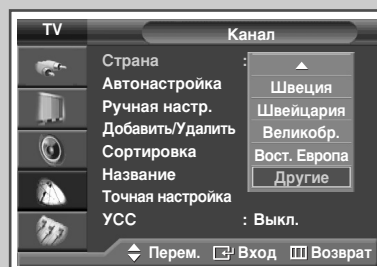 TV
Канал
Страна :
Автонастройка
Швеция
Ручная настр.
Швейцария
Добавить/Удалить
Великобр.
Сортировка
Вост. Европа
Название
Другие
Точная настройка
УСС : Выкл.
Перем. Вход Возврат